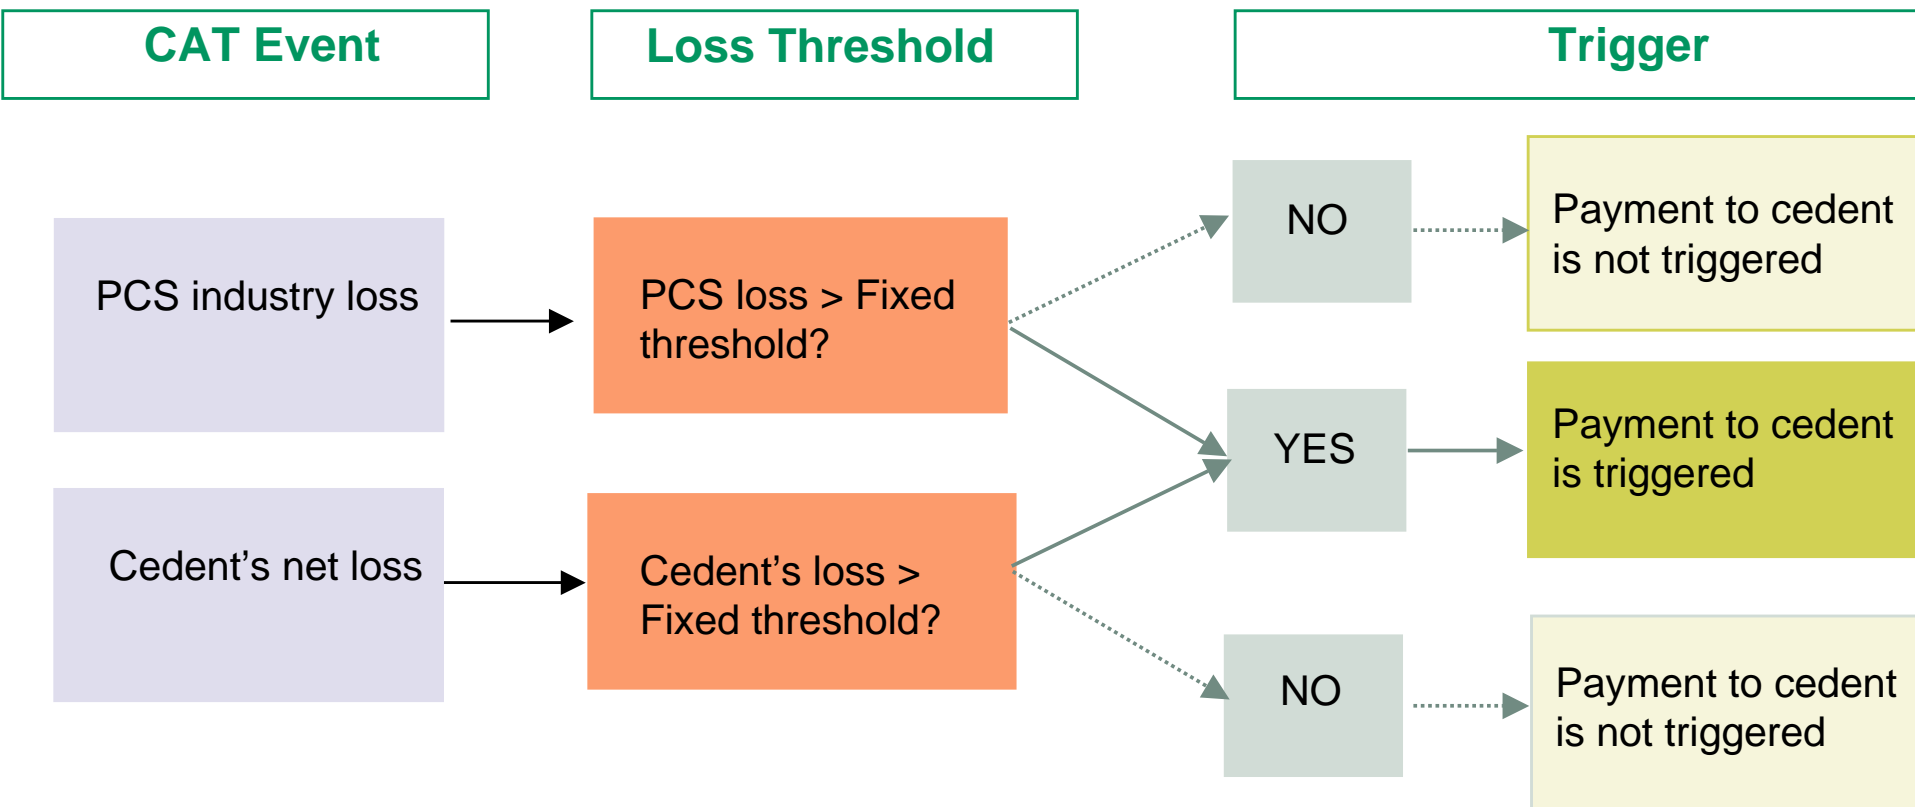 CAT Event
Loss Threshold
Trigger
PCS industry loss
PCS loss > Fixed
threshold?
NO
Payment to cedent
is not triggered
YES
Payment to cedent
is triggered
Cedent’s net loss
Cedent’s loss >
Fixed threshold?
NO
Payment to cedent
is not triggered